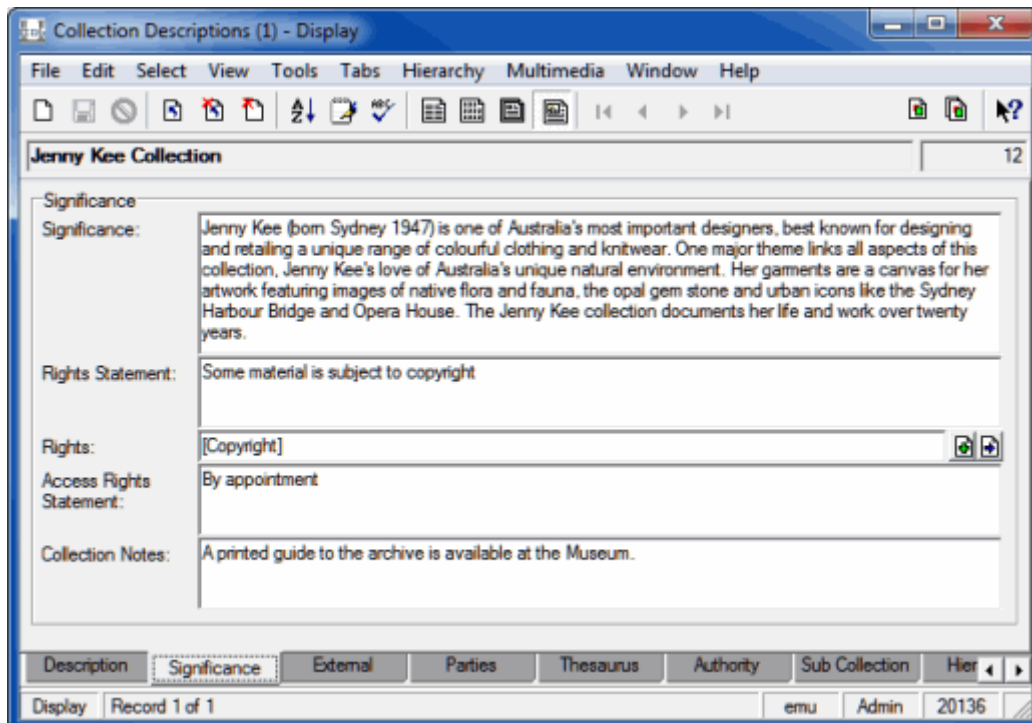 Collection Descriptions (1) - Display
File Edit Select View Tools Tabs Hierarchy Multimedia Window Help
Jenny Kee Collection 12
Significance
Significance:
Jenny Kee (born Sydney 1947) is one of Australia's most important designers, best known for designing
and retailing a unique range of colourful clothing and knitwear. One major theme links all aspects of this
collection, Jenny Kee's love of Australia's unique natural environment. Her garments are a canvas for her
artwork featuring images of native flora and fauna, the opal gem stone and urban icons like the Sydney
Harbour Bridge and Opera House. The Jenny Kee collection documents her life and work over twenty
years.
Rights Statement: Some material is subject to copyright
Rights: [Copyright]
Access Rights
Statement:
By appointment
Collection Notes: A printed guide to the archive is available at the Museum.
Description Significance External Parties Thesaurus Authority Sub Collection Hier
Display Record 1 of 1 emu Admin 20136